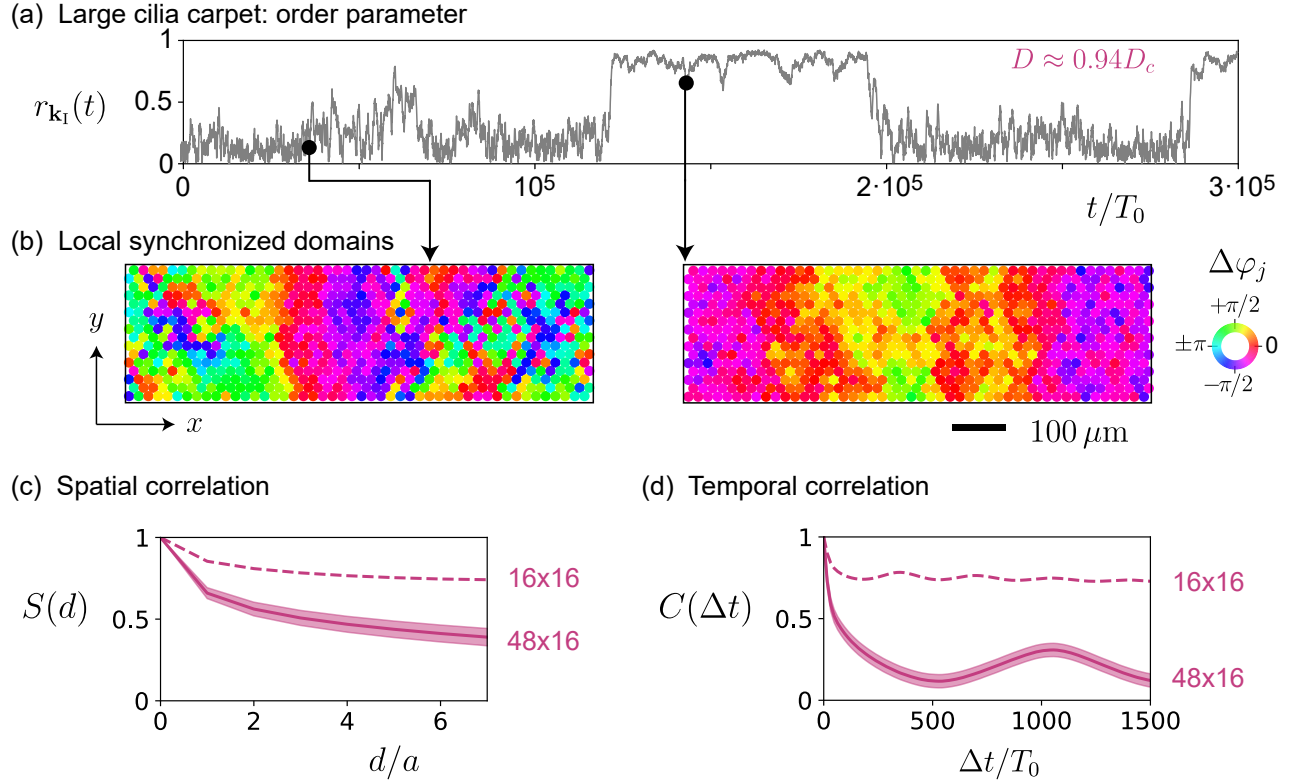 (a) Large cilia carpet: order parameter
1
D ≈ 0.94D_c
r_{k_I}(t)
0.5
0
0
10^5
2·10^5
3·10^5
t/T_0
(b) Local synchronized domains
y
x
Δφ_j
+π/2
±π
0
−π/2
100 μm
(c) Spatial correlation
1
16x16
S(d)
0.5
48x16
0
0
2
4
6
d/a
(d) Temporal correlation
1
16x16
C(Δt)
0.5
48x16
0
0
500
1000
1500
Δt/T_0